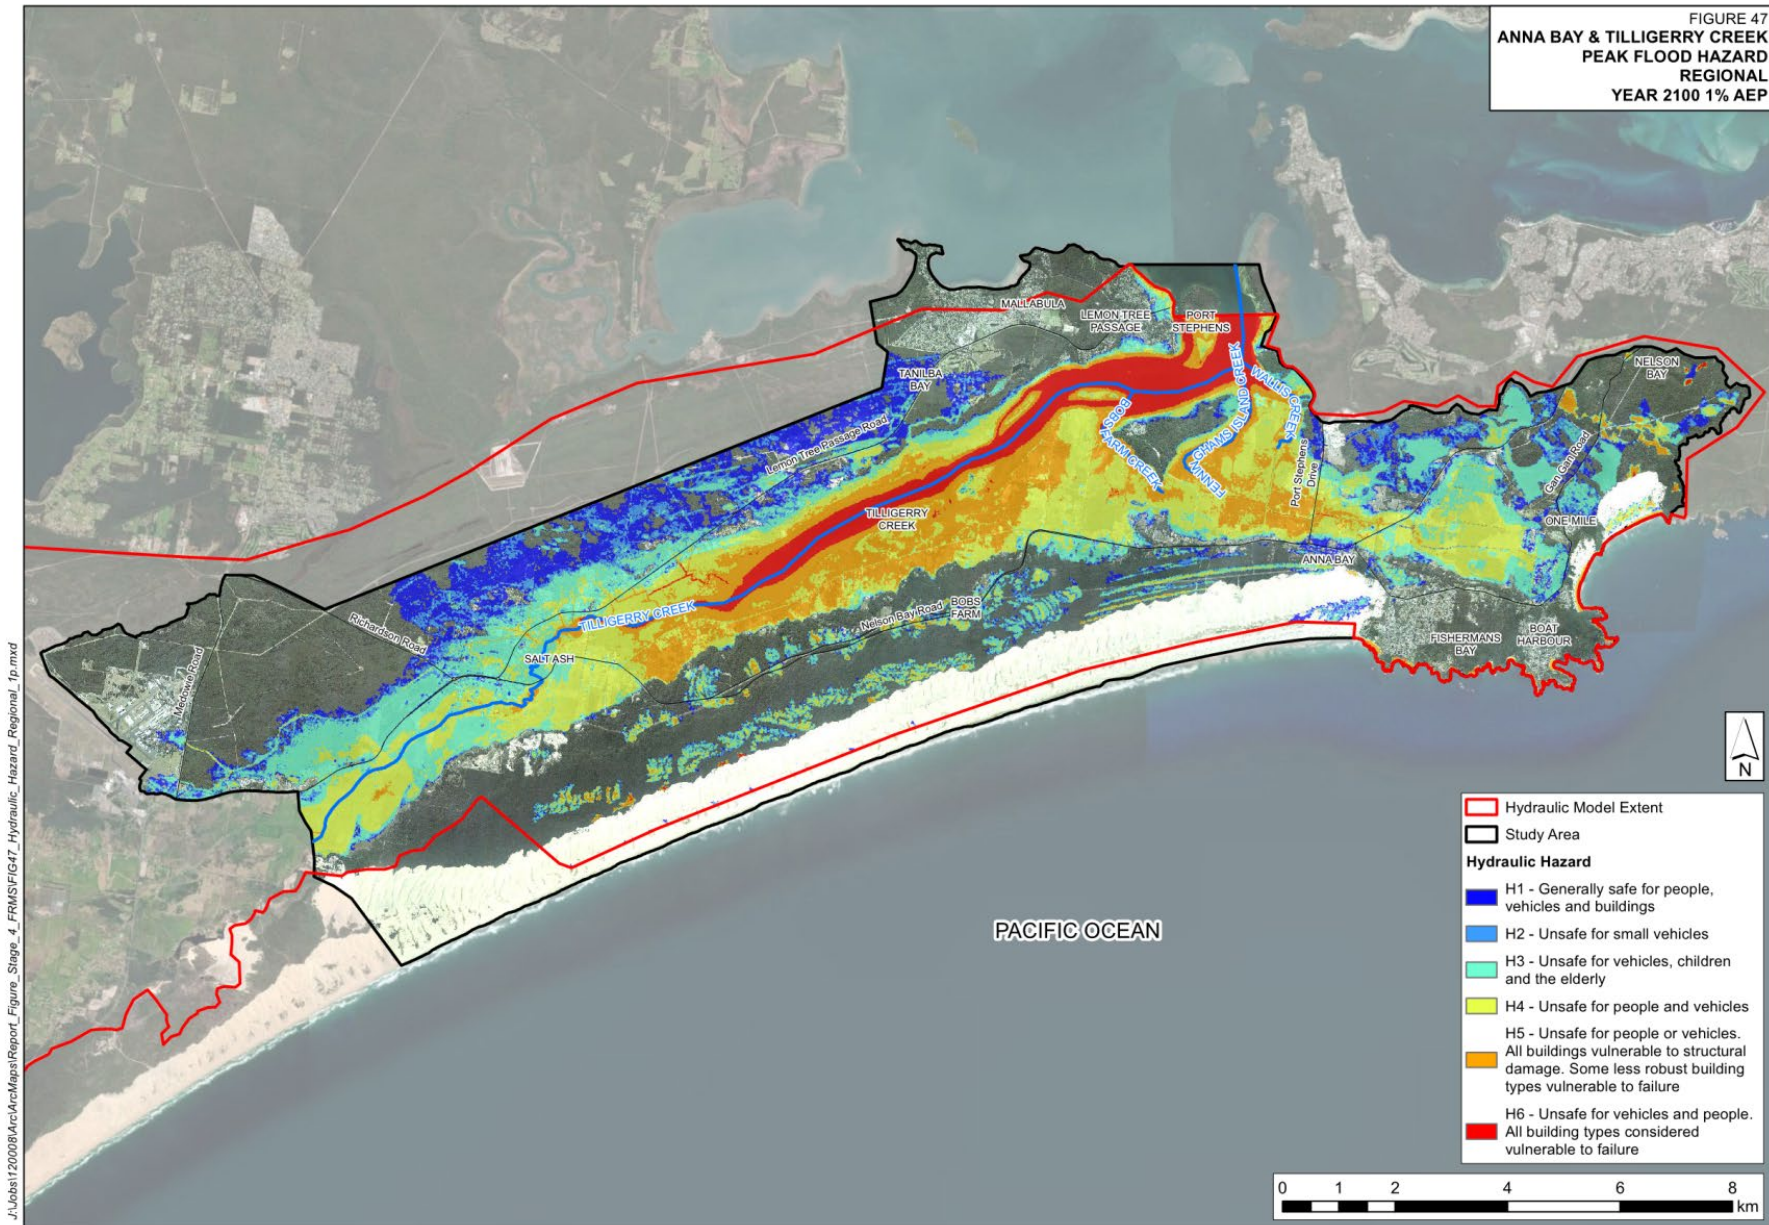 FIGURE 47
ANNA BAY & TILLIGERRY CREEK
PEAK FLOOD HAZARD
REGIONAL
YEAR 2100 1% AEP
MALLABULA
LEMON TREE
PASSAGE
PORT
STEPHENS
TANILBA
BAY
NELSON
BAY
WALLIS CREEK
BOBS
FARM CREEK
FENNINGHAMS ISLAND CREEK
Lemon Tree Passage Road
Port Stephens
Drive
Gan Gan Road
TILLIGERRY
CREEK
ONE MILE
ANNA BAY
TILLIGERRY CREEK
Nelson Bay Road
BOBS
FARM
Richardson Road
SALT ASH
FISHERMANS
BAY
BOAT
HARBOUR
Medowie Road
PACIFIC OCEAN
N
Hydraulic Model Extent
Study Area
Hydraulic Hazard
H1 - Generally safe for people,
vehicles and buildings
H2 - Unsafe for small vehicles
H3 - Unsafe for vehicles, children
and the elderly
H4 - Unsafe for people and vehicles
H5 - Unsafe for people or vehicles.
All buildings vulnerable to structural
damage. Some less robust building
types vulnerable to failure
H6 - Unsafe for vehicles and people.
All building types considered
vulnerable to failure
0 1 2 4 6 8
km
J:\Jobs\120008\Arc\ArcMaps\Report_Figure_Stage_4_FRMS\FIG47_Hydraulic_Hazard_Regional_1p.mxd